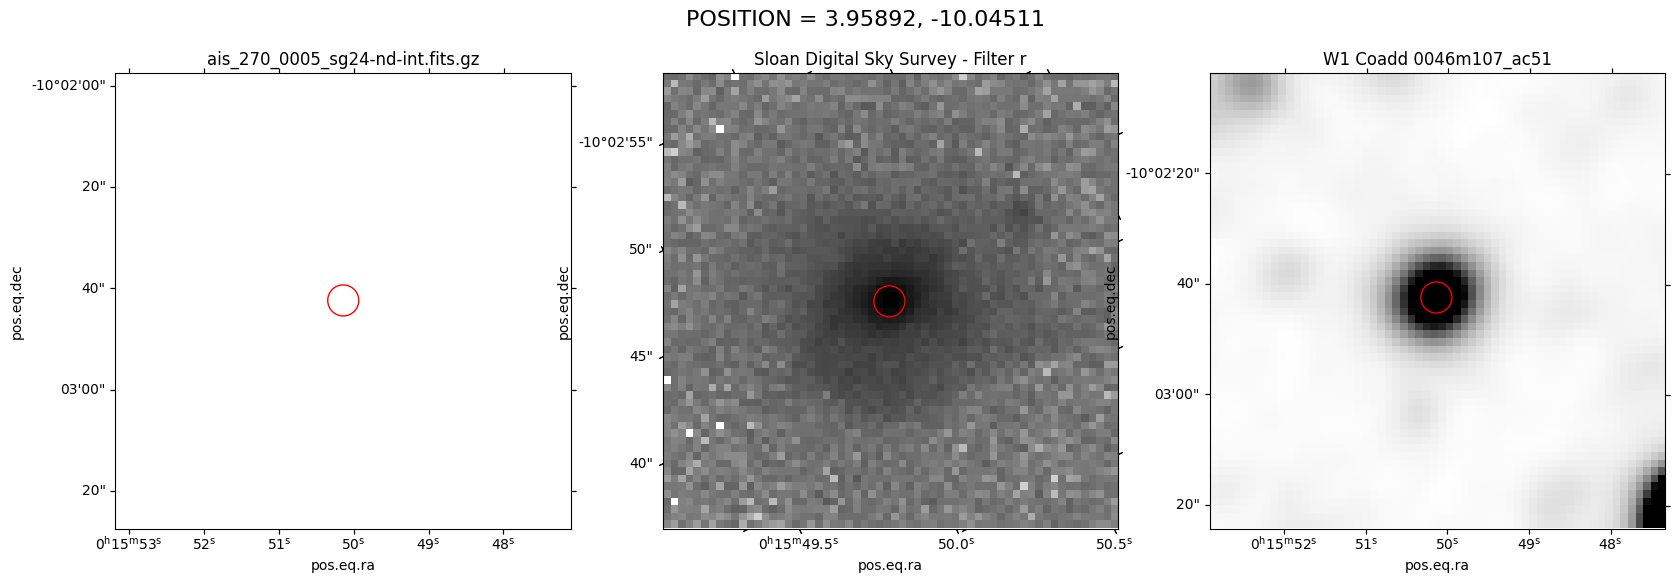 POSITION = 3.95892, -10.04511
ais_270_0005_sg24-nd-int.fits.gz
-10°02'00"
20"
40"
03'00"
20"
pos.eq.dec
0ʰ15ᵐ53ˢ
52ˢ
51ˢ
50ˢ
49ˢ
48ˢ
pos.eq.ra
Sloan Digital Sky Survey - Filter r
-10°02'55"
50"
45"
40"
pos.eq.dec
0ʰ15ᵐ49.5ˢ
50.0ˢ
50.5ˢ
pos.eq.ra
W1 Coadd 0046m107_ac51
-10°02'20"
40"
03'00"
20"
pos.eq.dec
0ʰ15ᵐ52ˢ
51ˢ
50ˢ
49ˢ
48ˢ
pos.eq.ra